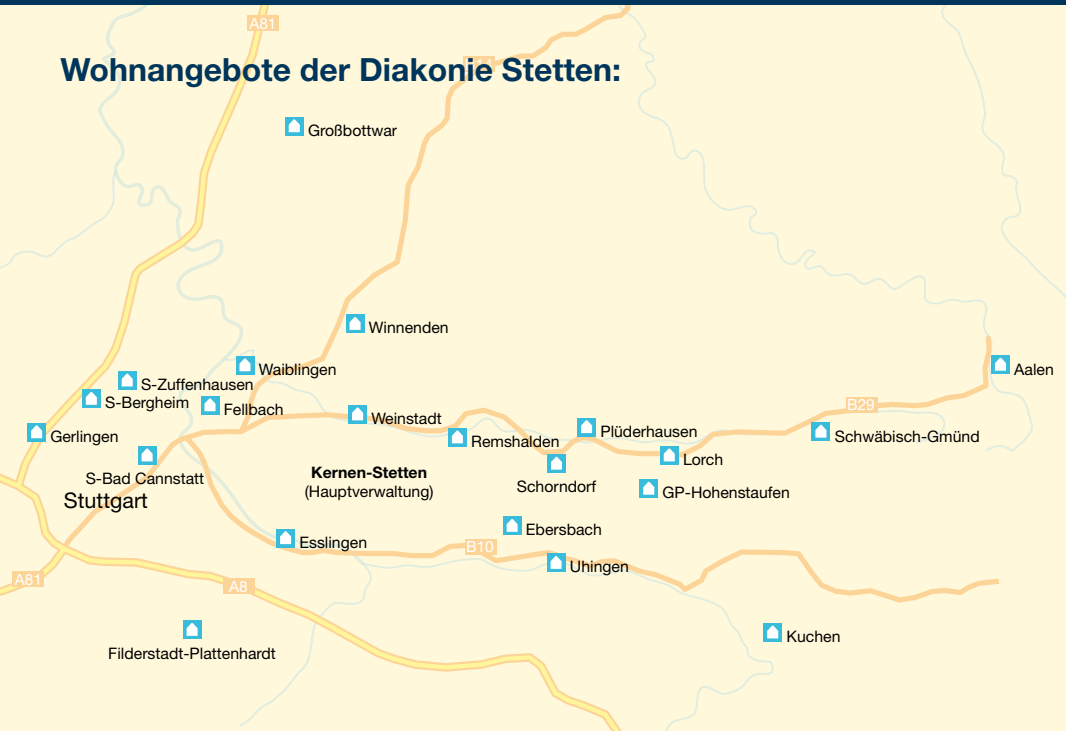 A81
Wohnangebote der Diakonie Stetten:
B14
Großbottwar
Winnenden
Waiblingen
Aalen
S-Zuffenhausen
S-Bergheim
Fellbach
B29
Weinstadt
Gerlingen
Remshalden
Plüderhausen
Schwäbisch-Gmünd
Lorch
S-Bad Cannstatt
Kernen-Stetten
(Hauptverwaltung)
Schorndorf
GP-Hohenstaufen
Stuttgart
Ebersbach
Esslingen
B10
Uhingen
A81
A8
Kuchen
Filderstadt-Plattenhardt